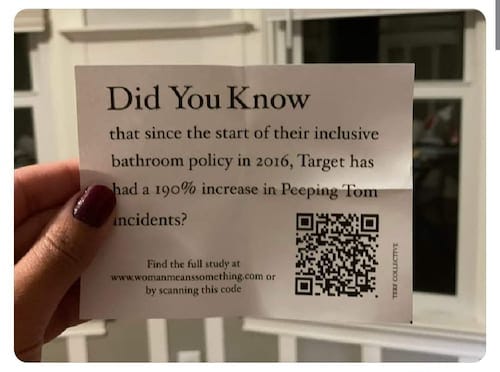 Did You Know
that since the start of their inclusive
bathroom policy in 2016, Target has
had a 190% increase in Peeping Tom
incidents?
Find the full study at
www.womanmeanssomething.com or
by scanning this code
TERF COLLECTIVE